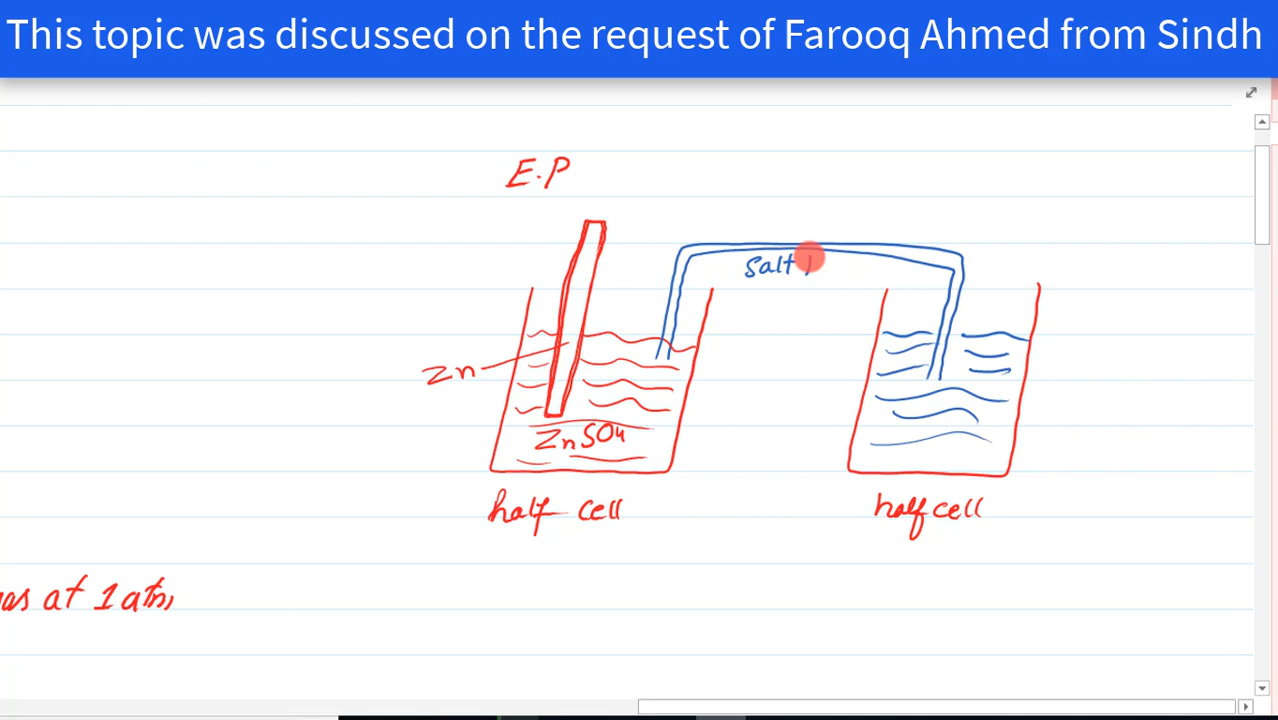 This topic was discussed on the request of Farooq Ahmed from Sindh
E.P
Salt
Zn
ZnSO4
half cell
half cell
at 1 atm,